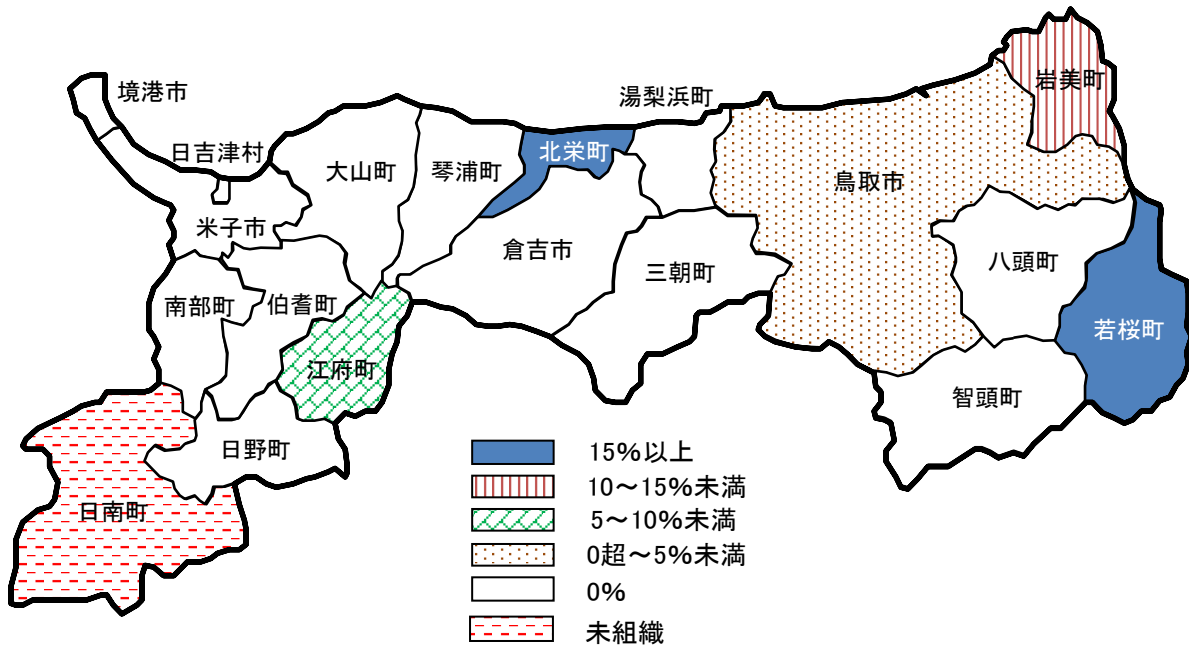 境港市
日吉津村
米子市
大山町
琴浦町
北栄町
湯梨浜町
鳥取市
岩美町
南部町
伯耆町
倉吉市
三朝町
八頭町
若桜町
江府町
智頭町
日野町
日南町
15%以上
10～15%未満
5～10%未満
0超～5%未満
0%
未組織